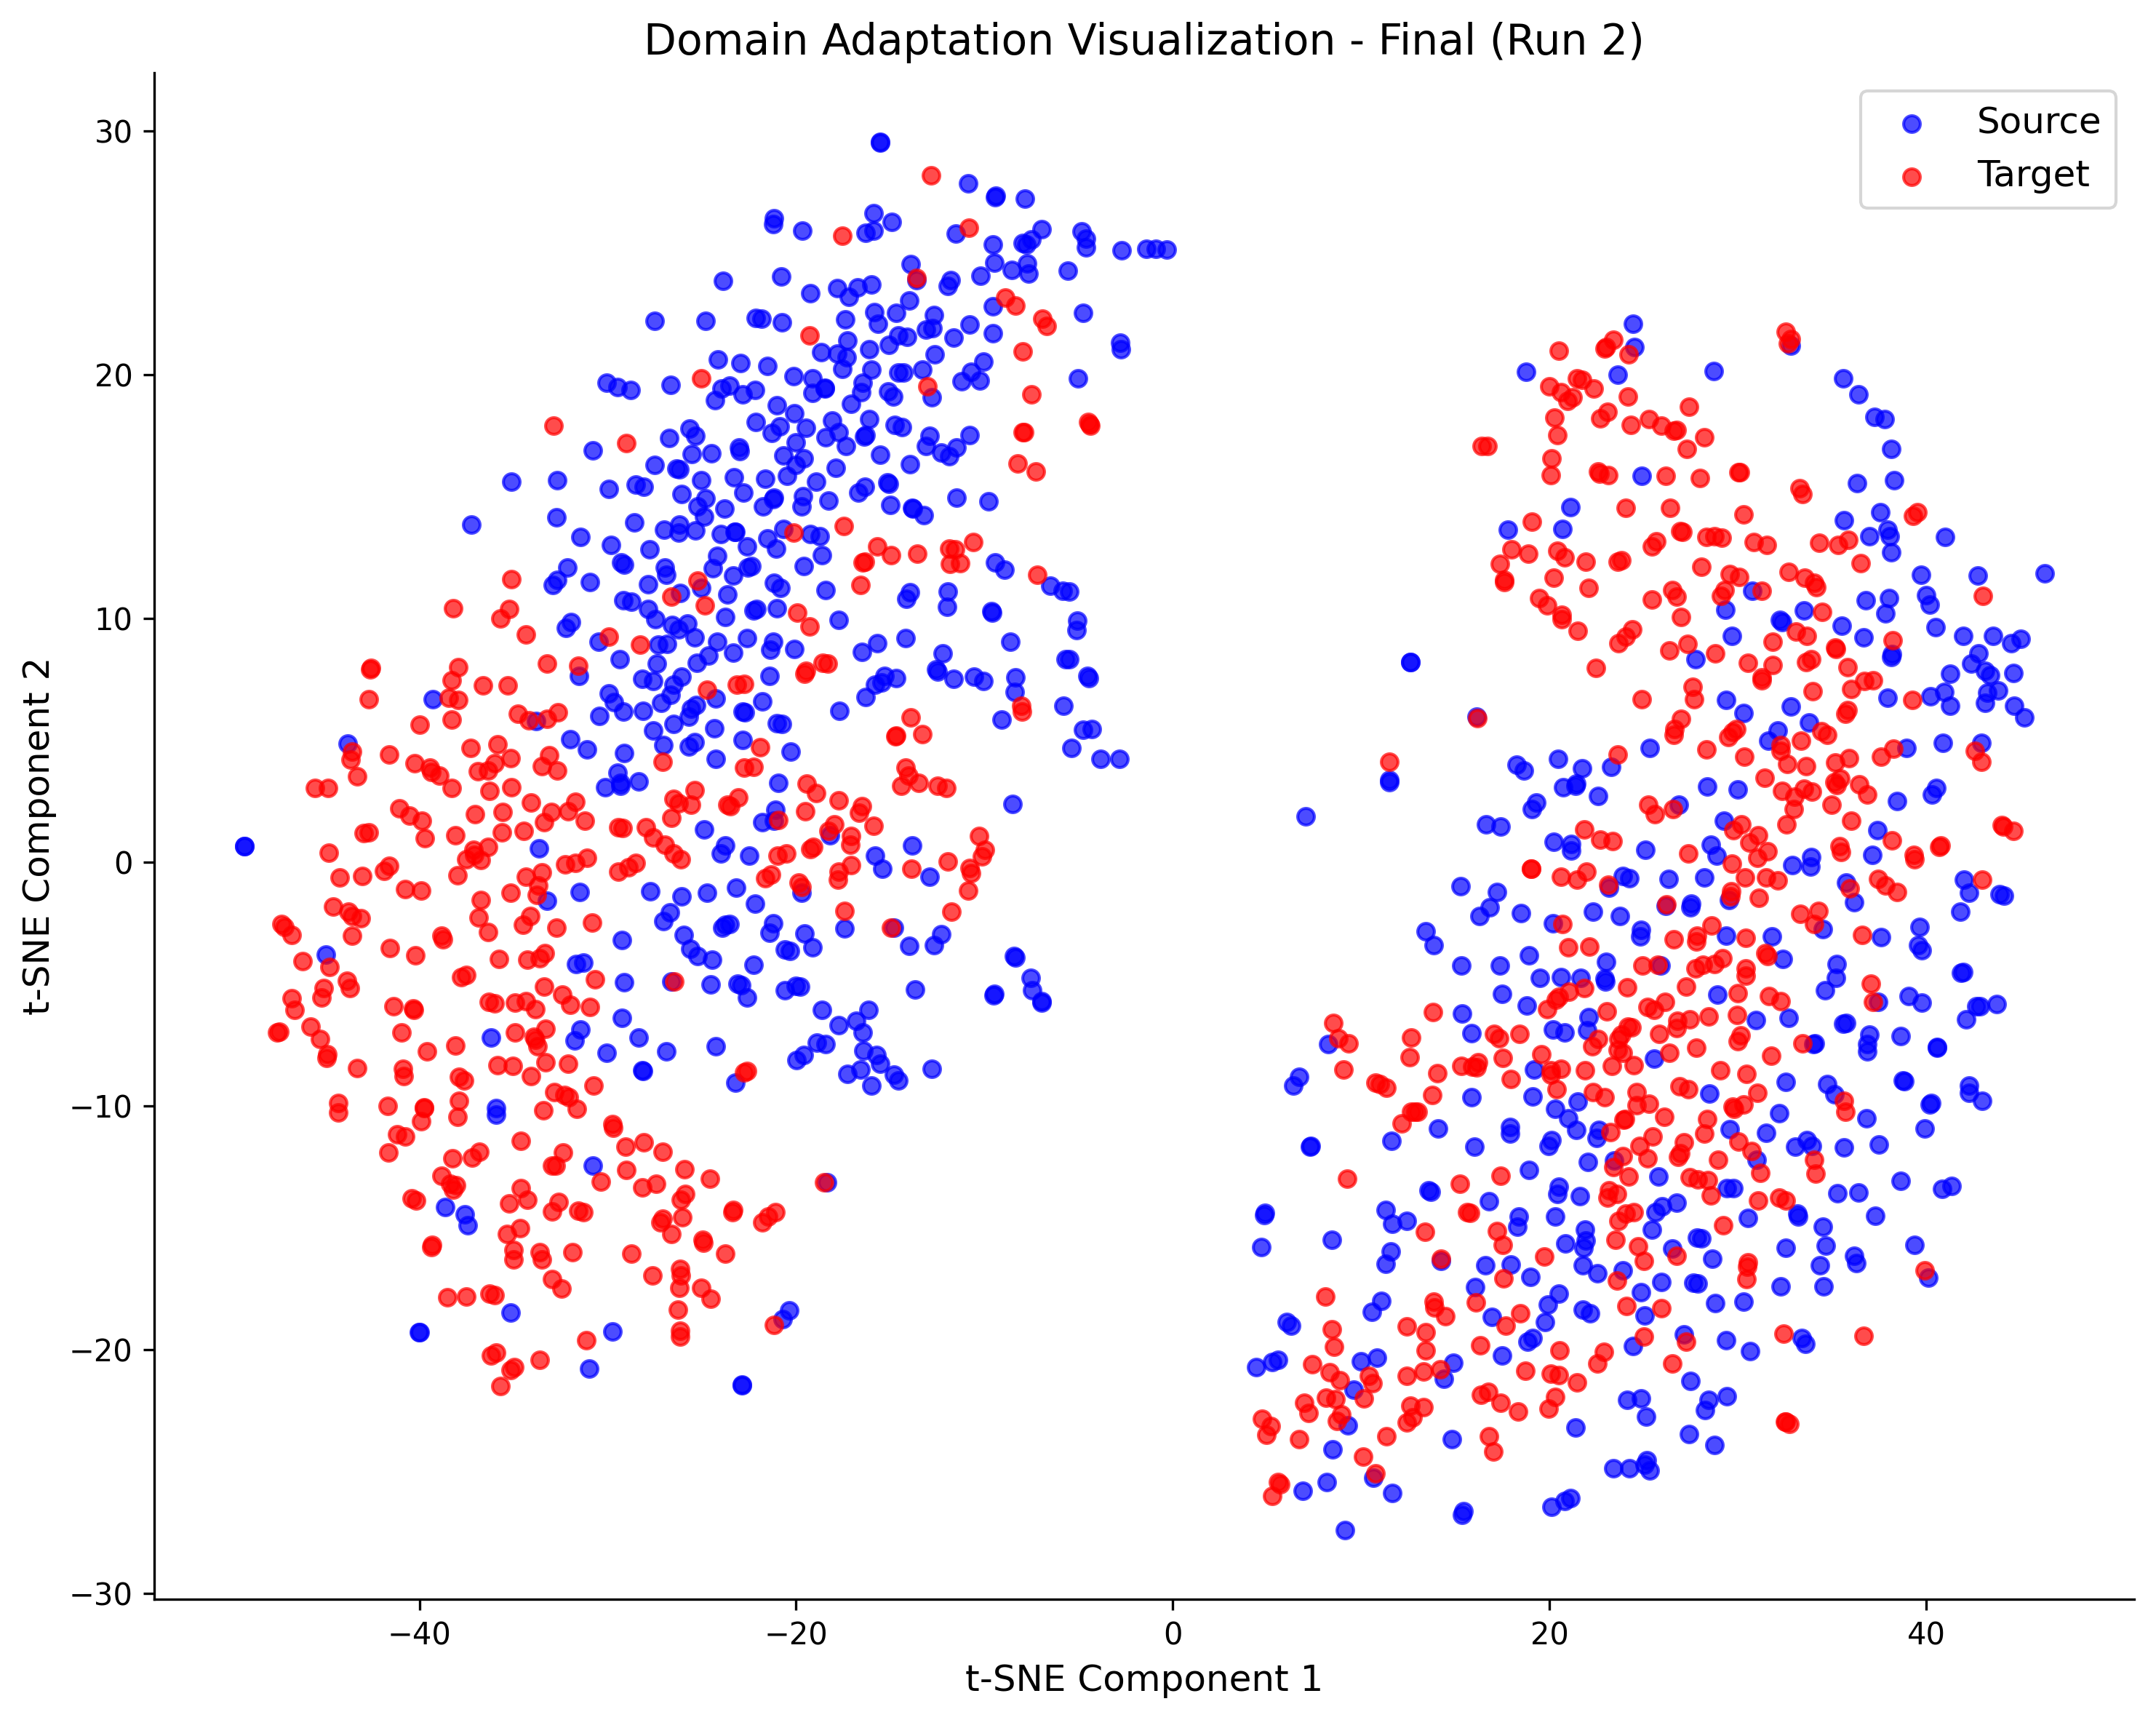 Domain Adaptation Visualization - Final (Run 2)
Source
Target
30
20
10
0
−10
−20
−30
t-SNE Component 2
−40
−20
0
20
40
t-SNE Component 1